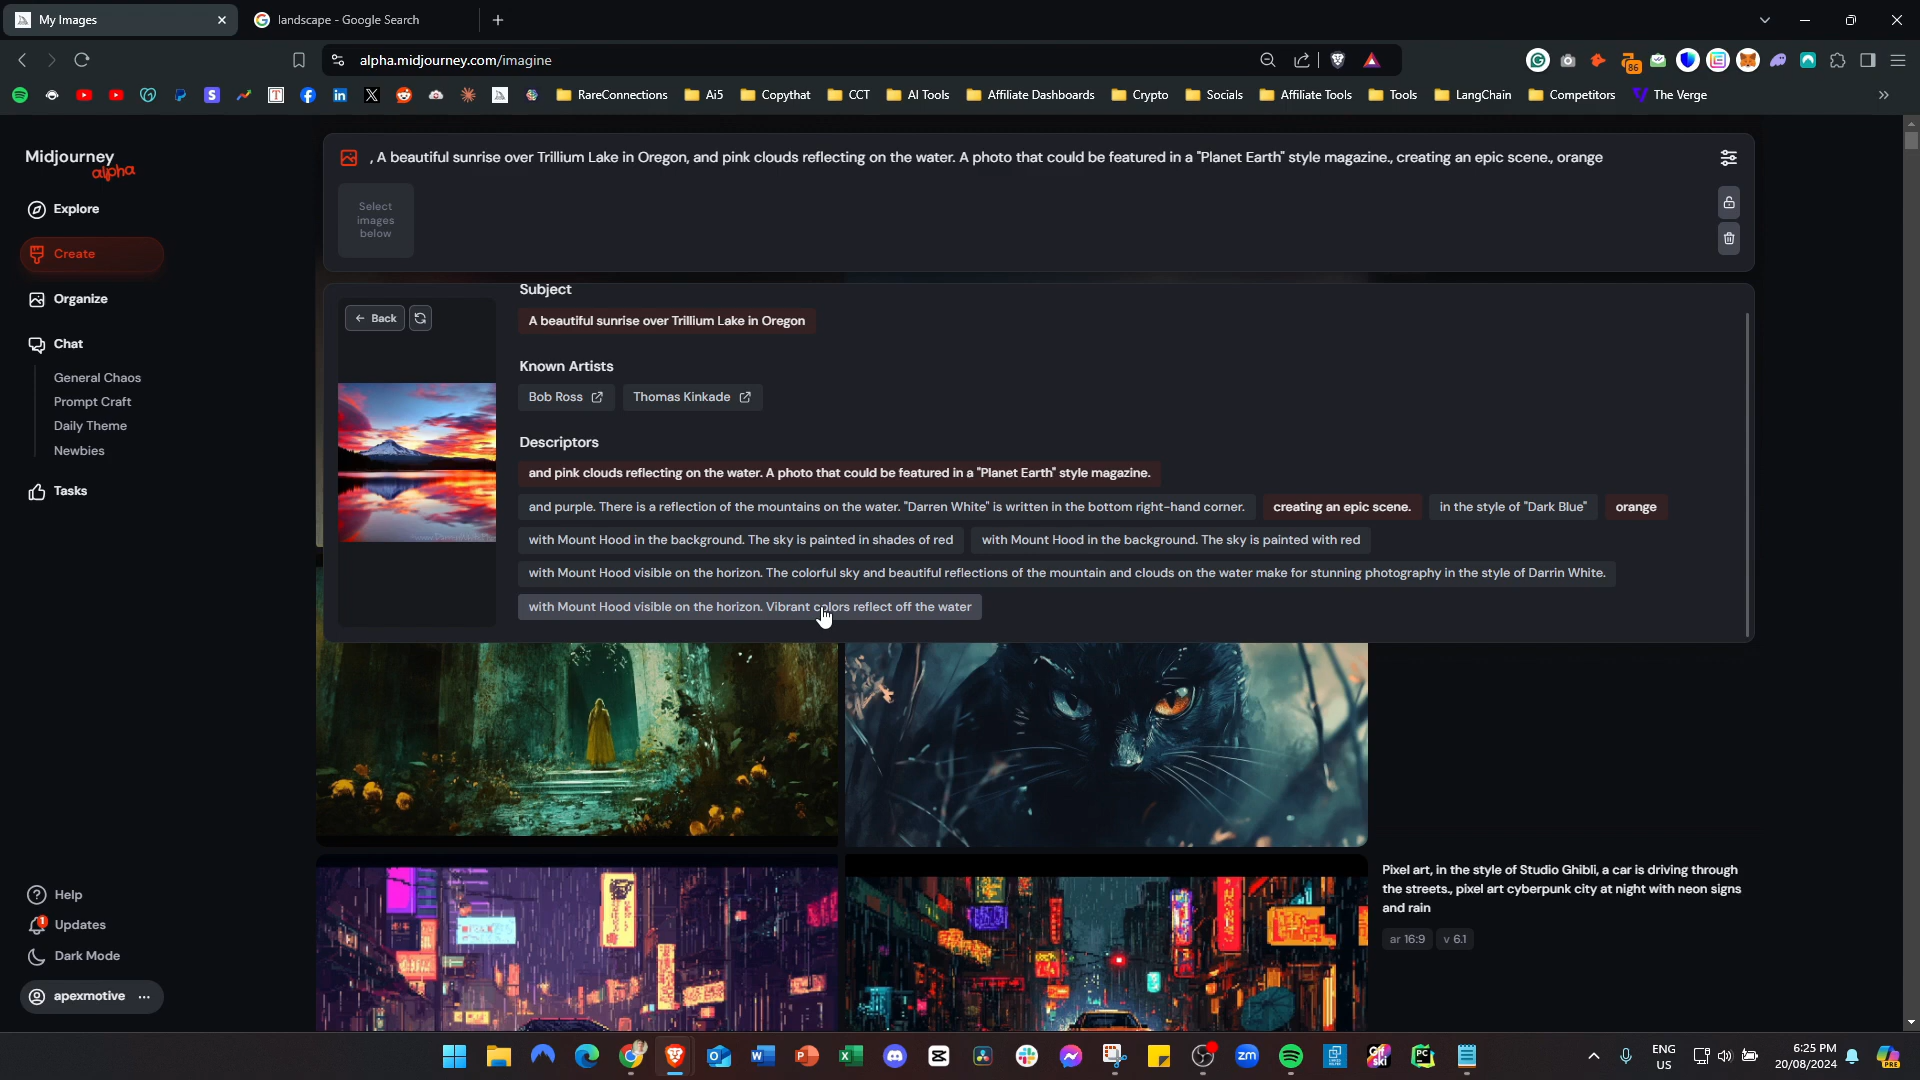 My Images
landscape - Google Search
alpha.midjourney.com/imagine
86
RareConnections
Ai5
Copythat
CCT
AI Tools
Affiliate Dashboards
Crypto
Socials
Affiliate Tools
Tools
LangChain
Competitors
The Verge
Midjourney
alpha
, A beautiful sunrise over Trillium Lake in Oregon, and pink clouds reflecting on the water. A photo that could be featured in a "Planet Earth" style magazine., creating an epic scene., orange
Select
images
below
Explore
Create
Organize
Chat
General Chaos
Prompt Craft
Daily Theme
Newbies
Tasks
Back
Subject
A beautiful sunrise over Trillium Lake in Oregon
Known Artists
Bob Ross
Thomas Kinkade
Descriptors
and pink clouds reflecting on the water. A photo that could be featured in a "Planet Earth" style magazine.
and purple. There is a reflection of the mountains on the water. "Darren White" is written in the bottom right-hand corner.
creating an epic scene.
in the style of "Dark Blue"
orange
with Mount Hood in the background. The sky is painted in shades of red
with Mount Hood in the background. The sky is painted with red
with Mount Hood visible on the horizon. The colorful sky and beautiful reflections of the mountain and clouds on the water make for stunning photography in the style of Darrin White.
with Mount Hood visible on the horizon. Vibrant colors reflect off the water
Pixel art, in the style of Studio Ghibli, a car is driving through
the streets., pixel art cyberpunk city at night with neon signs
and rain
ar 16:9
v 6.1
Help
1
Updates
Dark Mode
apexmotive
ENG
US
6:25 PM
20/08/2024